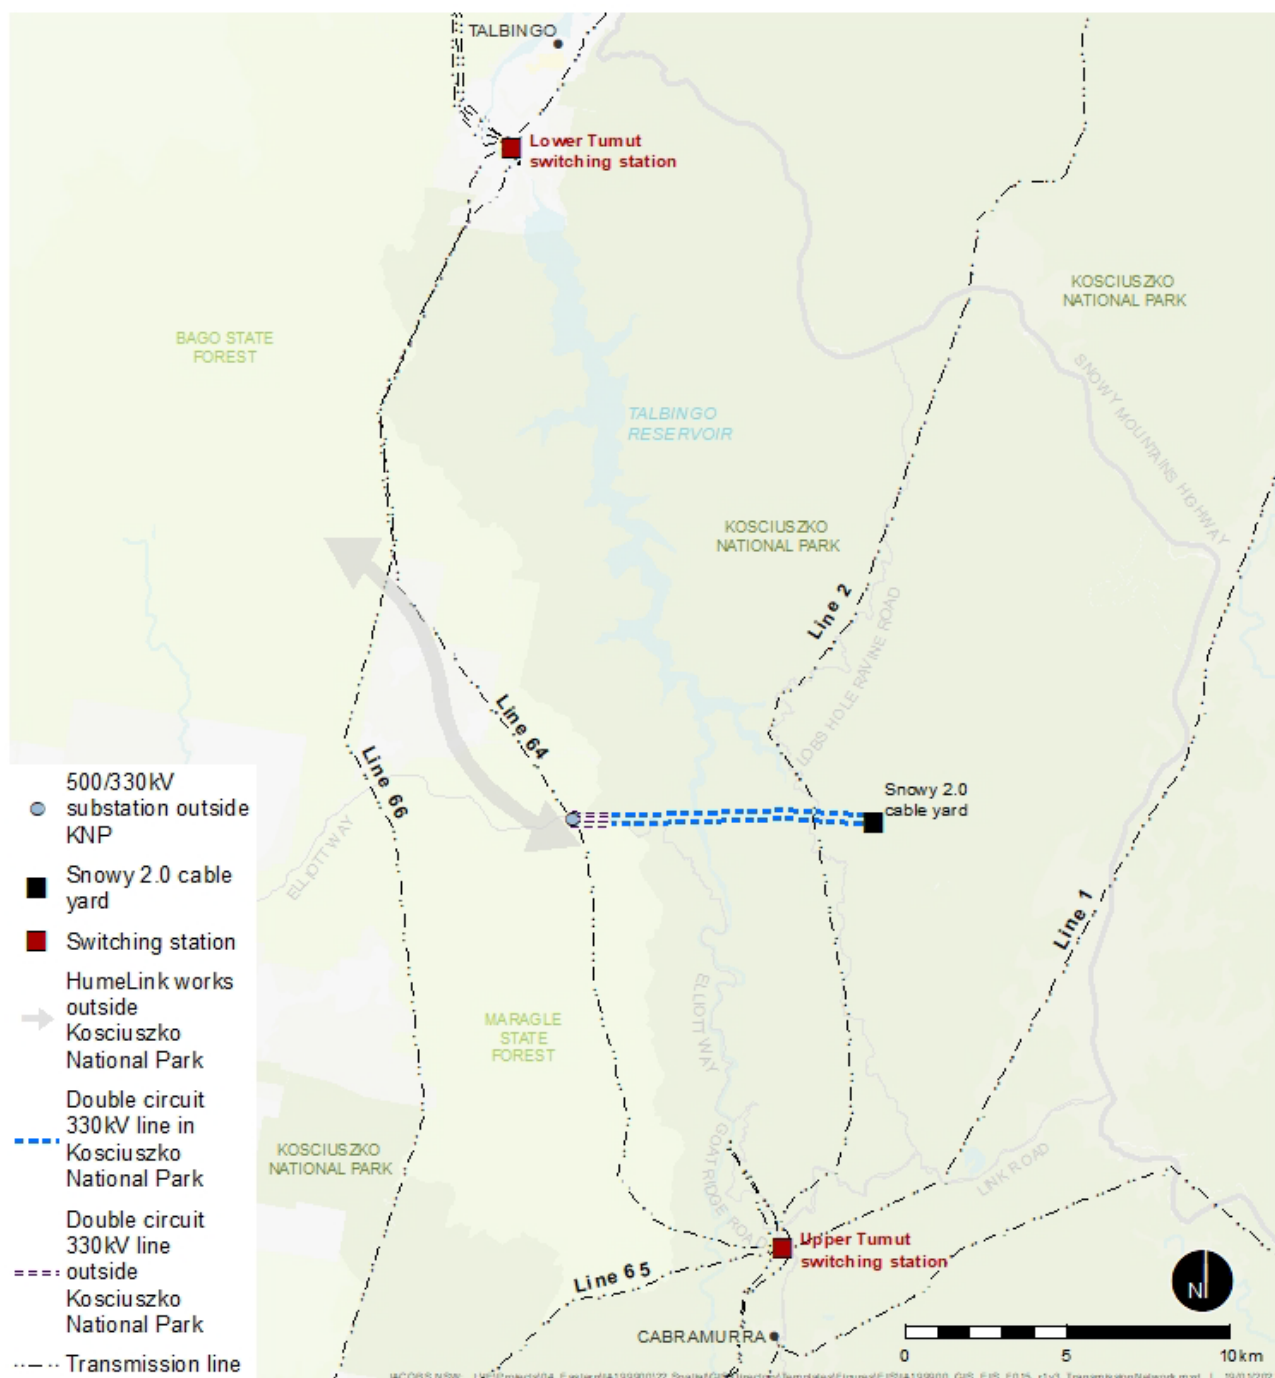 TALBINGO
Lower Tumut
switching station
KOSCIUSZKO
NATIONAL PARK
BAGO STATE
FOREST
SNOWY MOUNTAINS HIGHWAY
TALBINGO
RESERVOIR
KOSCIUSZKO
NATIONAL PARK
Line 2
LOBS HOLE RAVINE ROAD
Line 64
Line 66
Snowy 2.0
cable yard
ELLIOTT WAY
Line 1
ELLIOTT WAY
MARAGLE
STATE
FOREST
KOSCIUSZKO
NATIONAL PARK
GOAT RIDGE ROAD
LINK ROAD
Upper Tumut
switching station
Line 65
CABRAMURRA
N
0 5 10 km
500/330kV
substation outside
KNP
Snowy 2.0 cable
yard
Switching station
HumeLink works
outside
Kosciuszko
National Park
Double circuit
330kV line in
Kosciuszko
National Park
Double circuit
330kV line
outside
Kosciuszko
National Park
Transmission line
JACOBS NSW